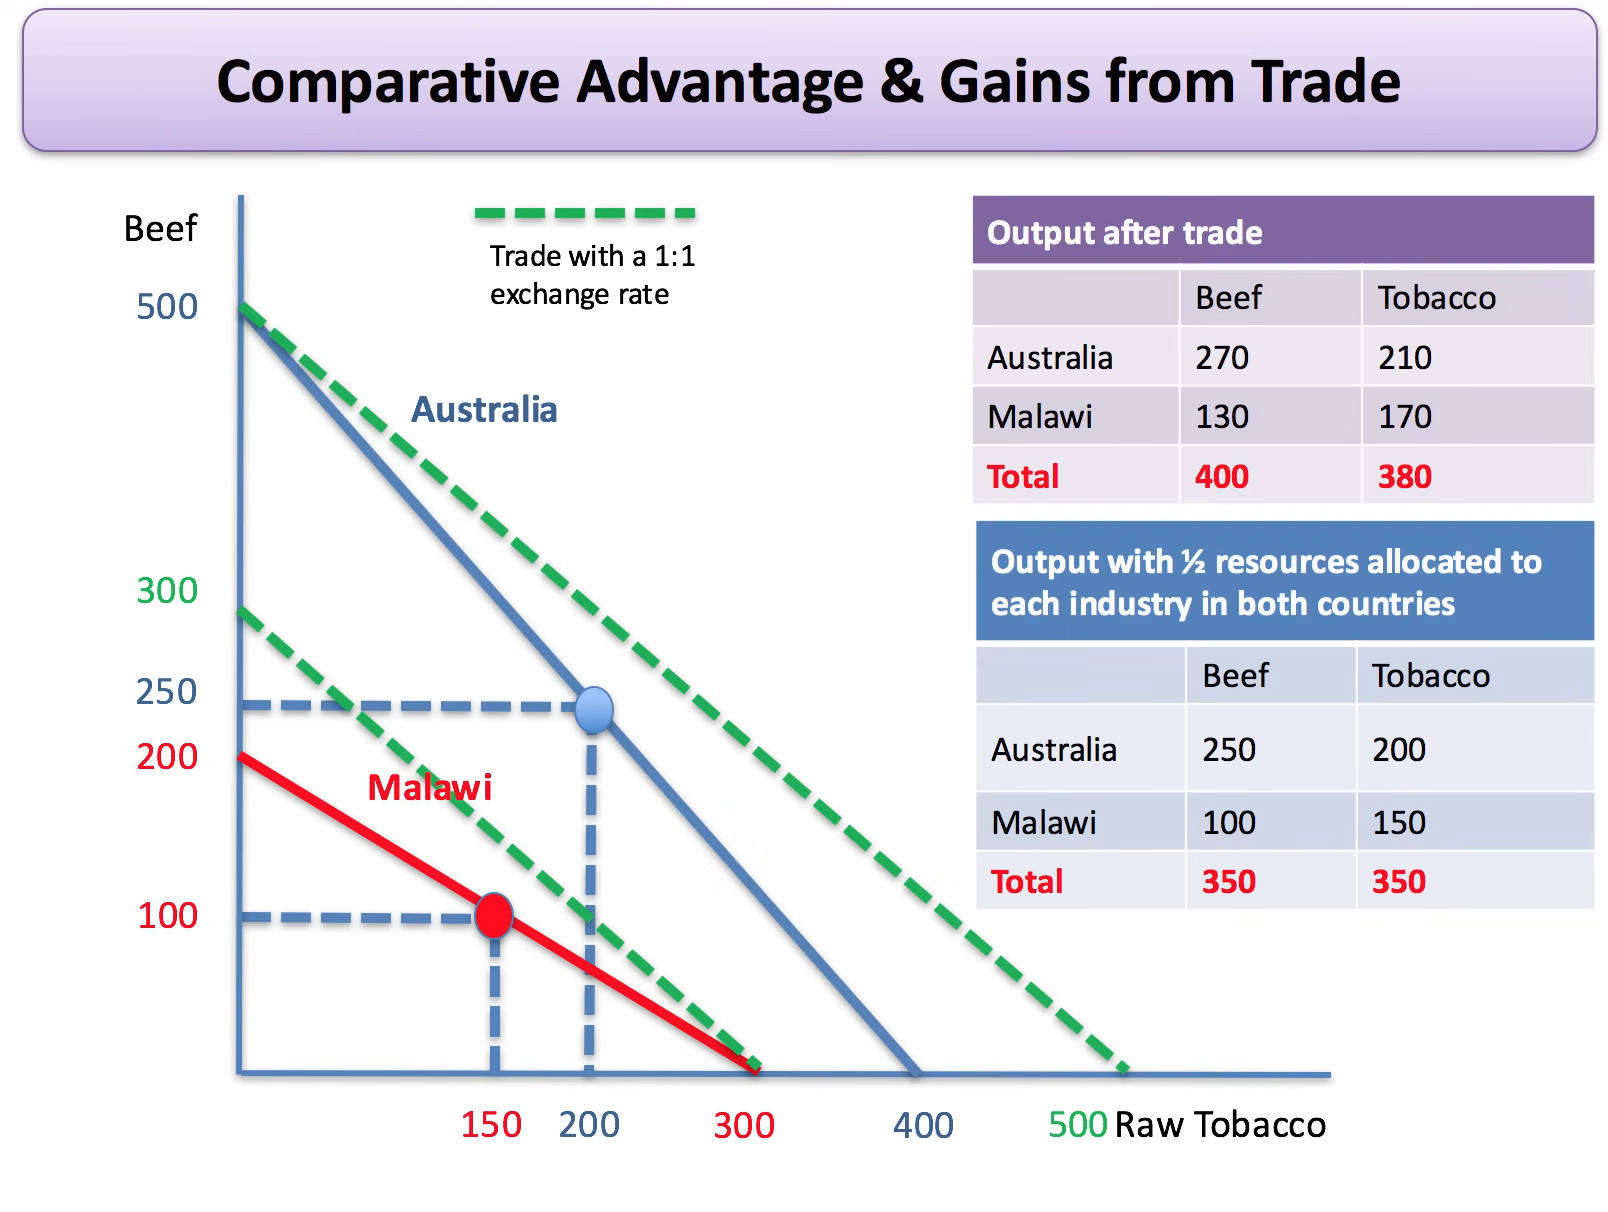 Comparative Advantage & Gains from Trade
Beef
500
300
250
200
100
Trade with a 1:1
exchange rate
Australia
Malawi
150 200 300 400 500 Raw Tobacco
Output after trade
Beef Tobacco
Australia 270 210
Malawi 130 170
Total 400 380
Output with ½ resources allocated to
each industry in both countries
Beef Tobacco
Australia 250 200
Malawi 100 150
Total 350 350